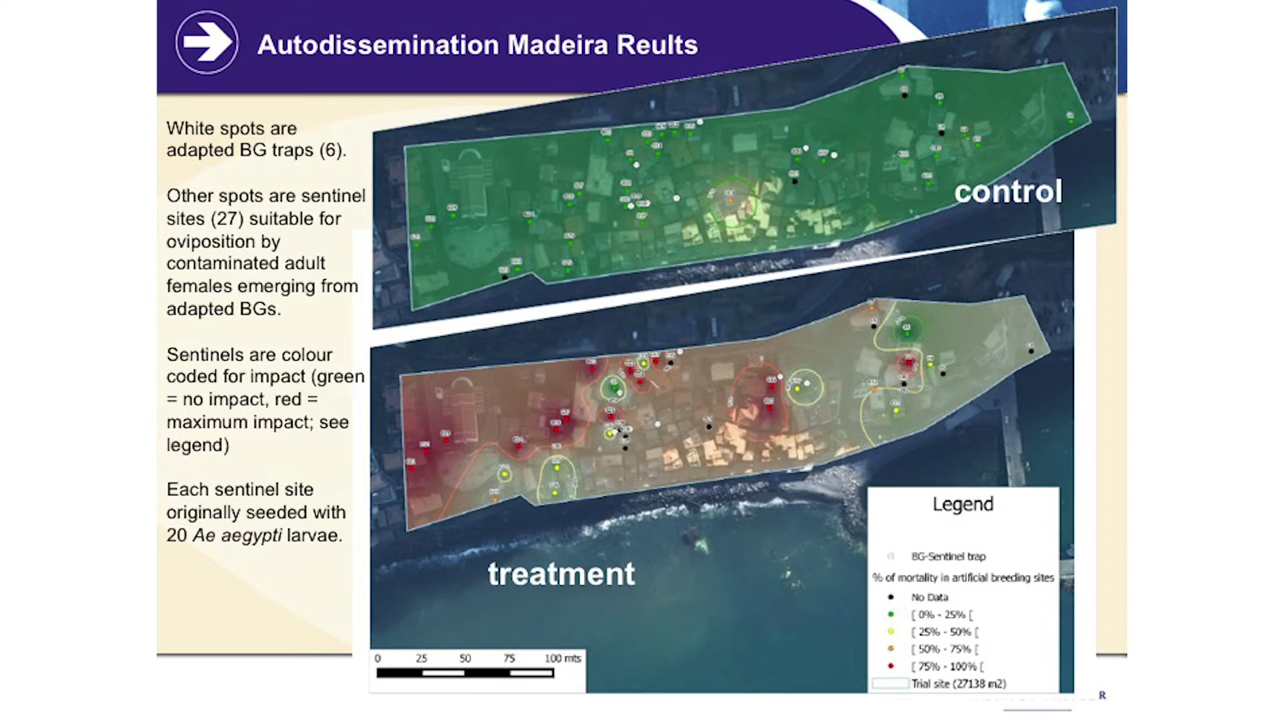 Autodissemination Madeira Reults
White spots are
adapted BG traps (6).
Other spots are sentinel
sites (27) suitable for
oviposition by
contaminated adult
females emerging from
adapted BGs.
Sentinels are colour
coded for impact (green
= no impact, red =
maximum impact; see
legend)
Each sentinel site
originally seeded with
20 Ae aegypti larvae.
control
treatment
0 25 50 75 100 mts
Legend
BG-Sentinel trap
% of mortality in artificial breeding sites
No Data
[ 0% - 25% [
[ 25% - 50% [
[ 50% - 75% [
[ 75% - 100% [
Trial site (27138 m2)
R